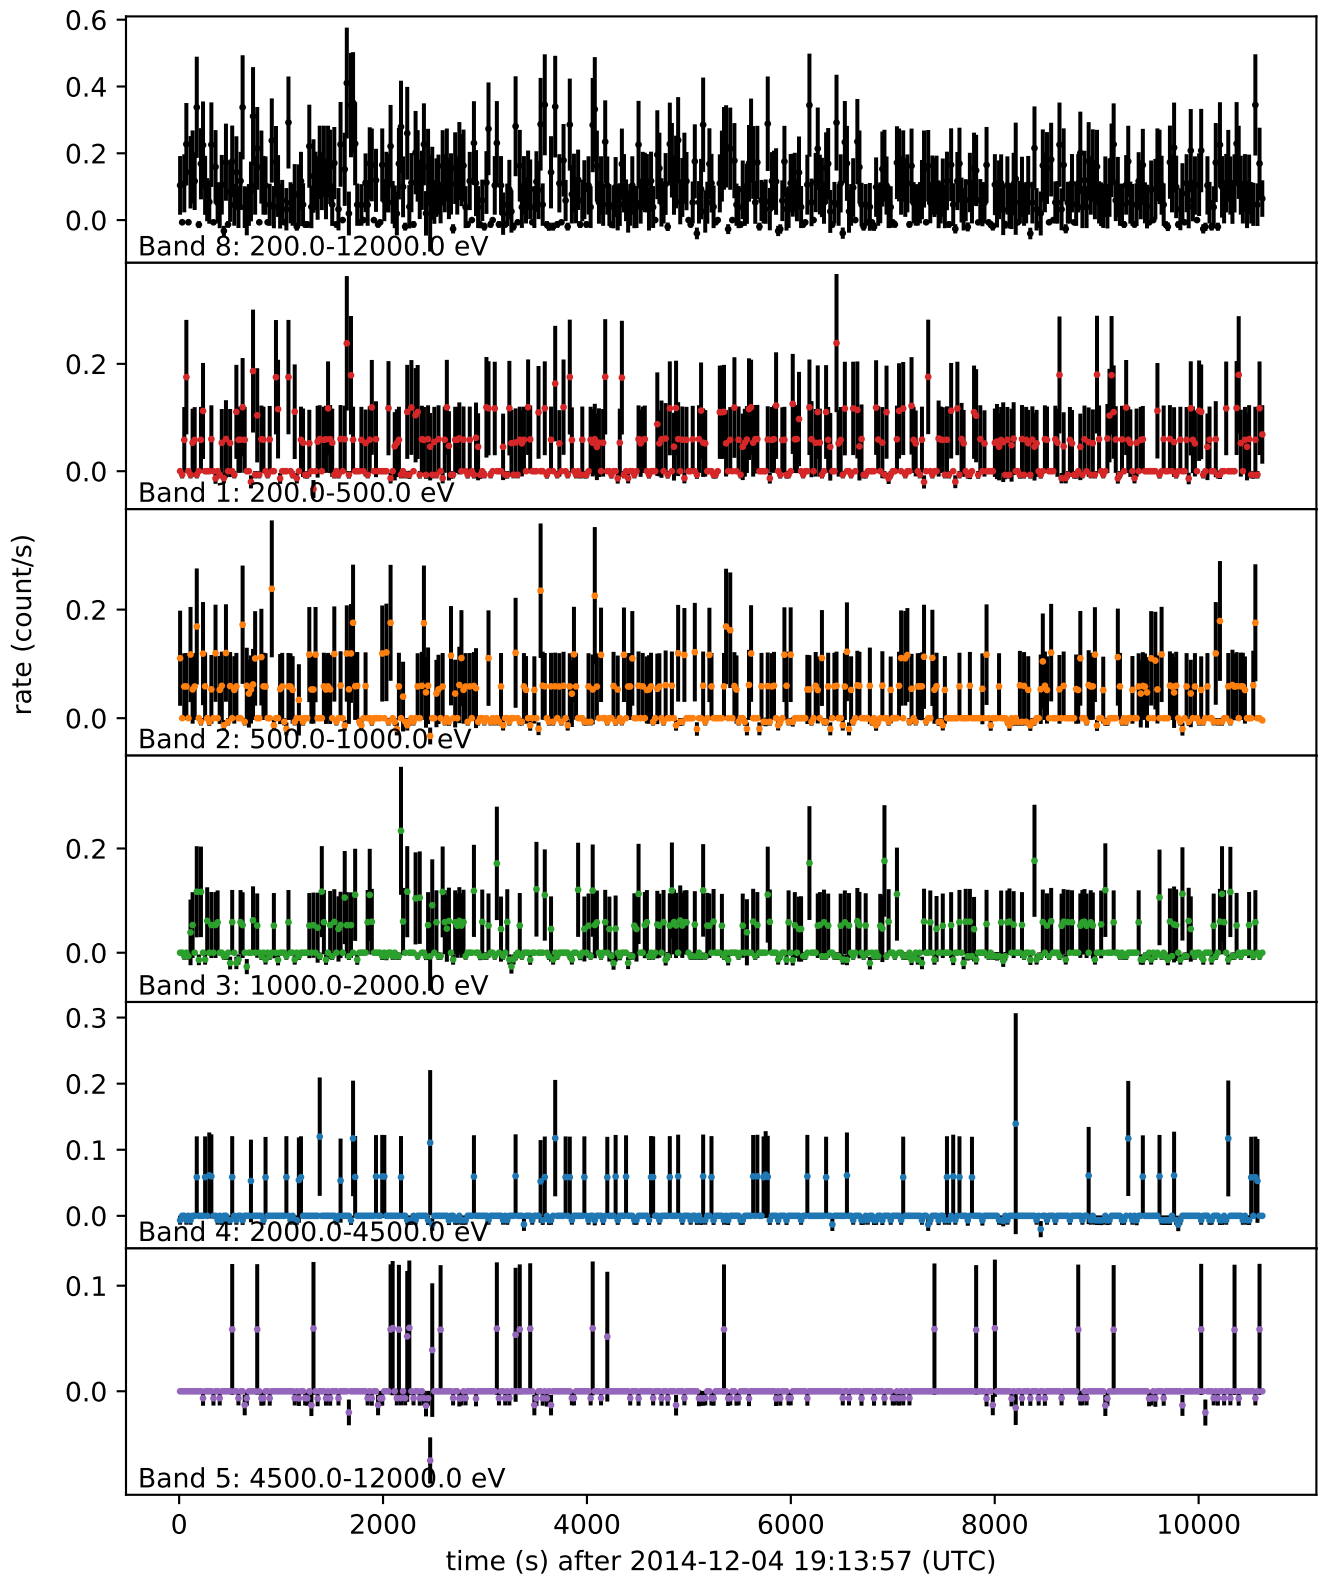 0.6
0.4
0.2
0.0
Band 8: 200.0-12000.0 eV
0.2
0.0
Band 1: 200.0-500.0 eV
0.2
0.0
Band 2: 500.0-1000.0 eV
rate (count/s)
0.2
0.0
Band 3: 1000.0-2000.0 eV
0.3
0.2
0.1
0.0
Band 4: 2000.0-4500.0 eV
0.1
0.0
Band 5: 4500.0-12000.0 eV
0 2000 4000 6000 8000 10000
time (s) after 2014-12-04 19:13:57 (UTC)